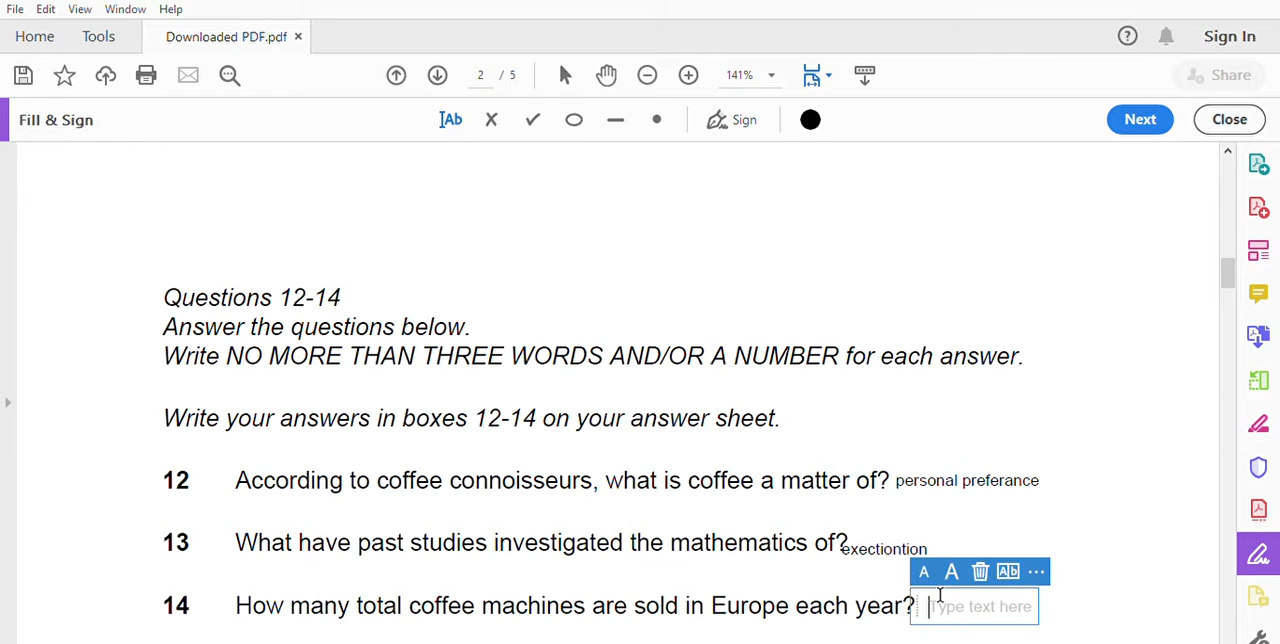 File Edit View Window Help
Home Tools Downloaded PDF.pdf × Sign In
2 / 5 141% Share
Fill & Sign Ab Sign Next Close
Questions 12-14
Answer the questions below.
Write NO MORE THAN THREE WORDS AND/OR A NUMBER for each answer.
Write your answers in boxes 12-14 on your answer sheet.
12 According to coffee connoisseurs, what is coffee a matter of? personal preferance
13 What have past studies investigated the mathematics of? exectiontion
A A Ab ...
14 How many total coffee machines are sold in Europe each year? Type text here